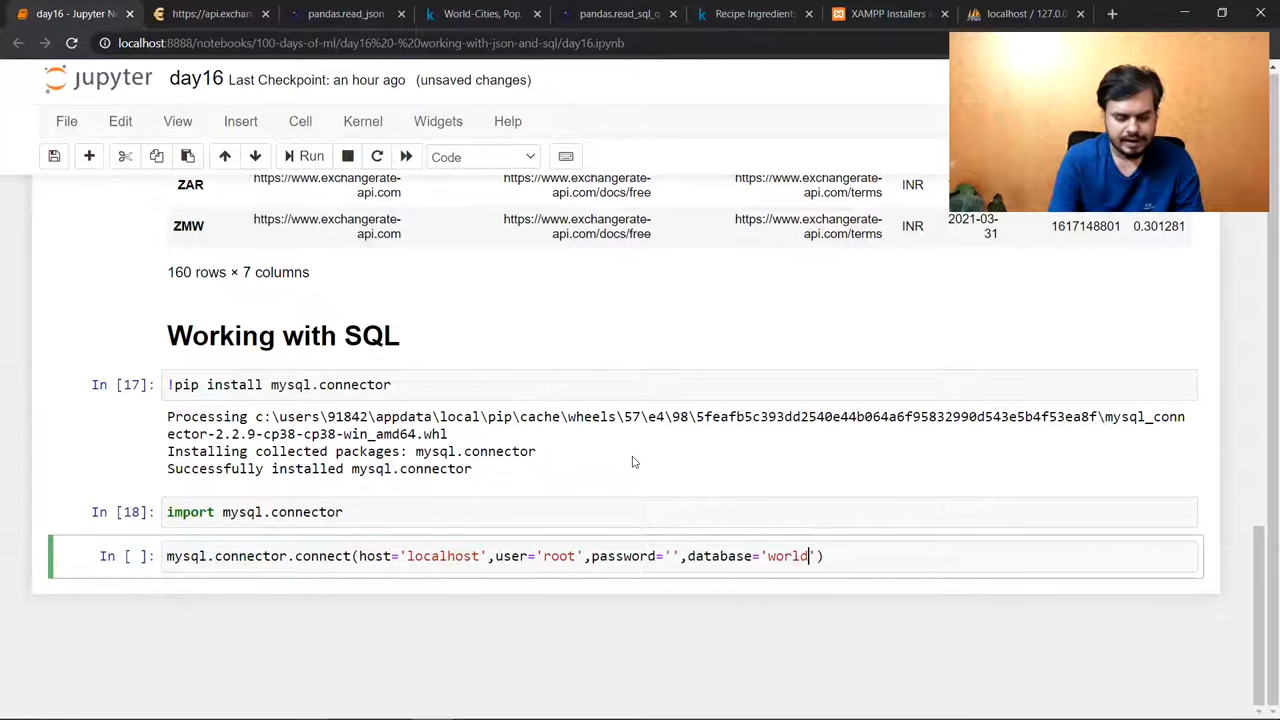 day16 - Jupyter Notebook
https://api.exchan
pandas.read_json
World-Cities, Pop.
pandas.read_sql_q
Recipe Ingredients
XAMPP Installers a
localhost / 127.0.0
localhost:8888/notebooks/100-days-of-ml/day16%20-%20working-with-json-and-sql/day16.ipynb
jupyter day16 Last Checkpoint: an hour ago (unsaved changes)
File Edit View Insert Cell Kernel Widgets Help
Run Code
ZAR https://www.exchangerate-api.com https://www.exchangerate-api.com/docs/free https://www.exchangerate-api.com/terms INR
ZMW https://www.exchangerate-api.com https://www.exchangerate-api.com/docs/free https://www.exchangerate-api.com/terms INR 2021-03-31 1617148801 0.301281
160 rows × 7 columns
Working with SQL
In [17]: !pip install mysql.connector
Processing c:\users\91842\appdata\local\pip\cache\wheels\57\e4\98\5feafb5c393dd2540e44b064a6f95832990d543e5b4f53ea8f\mysql_conn
ector-2.2.9-cp38-cp38-win_amd64.whl
Installing collected packages: mysql.connector
Successfully installed mysql.connector
In [18]: import mysql.connector
In [ ]: mysql.connector.connect(host='localhost',user='root',password='',database='world')